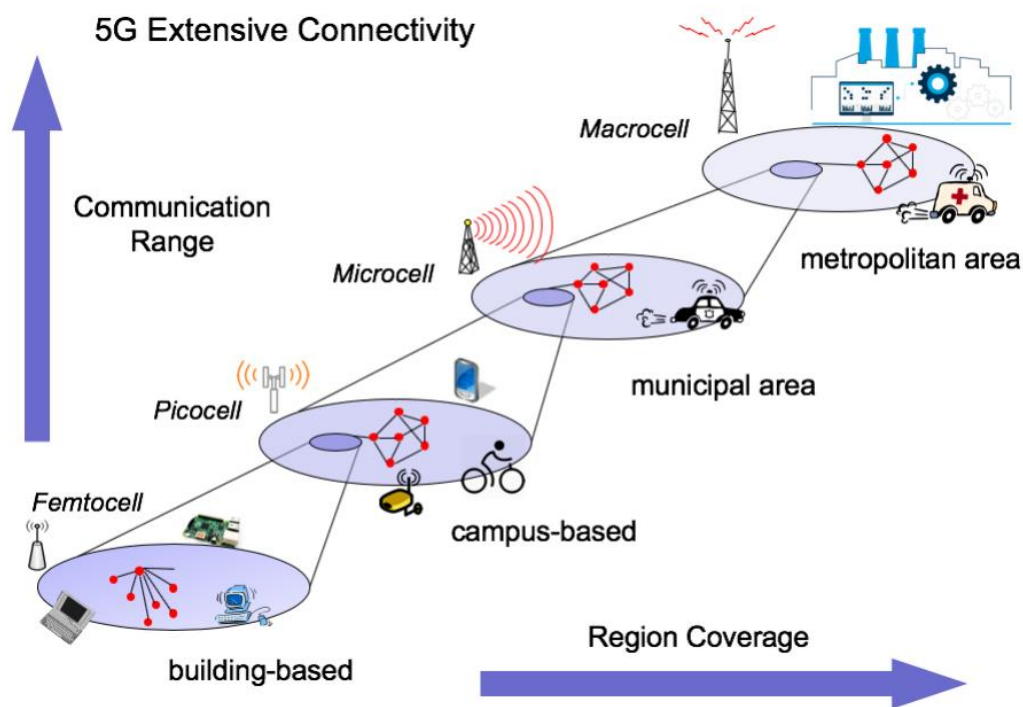 5G Extensive Connectivity
Macrocell
Communication
Range
metropolitan area
Microcell
municipal area
Picocell
campus-based
Femtocell
Region Coverage
building-based